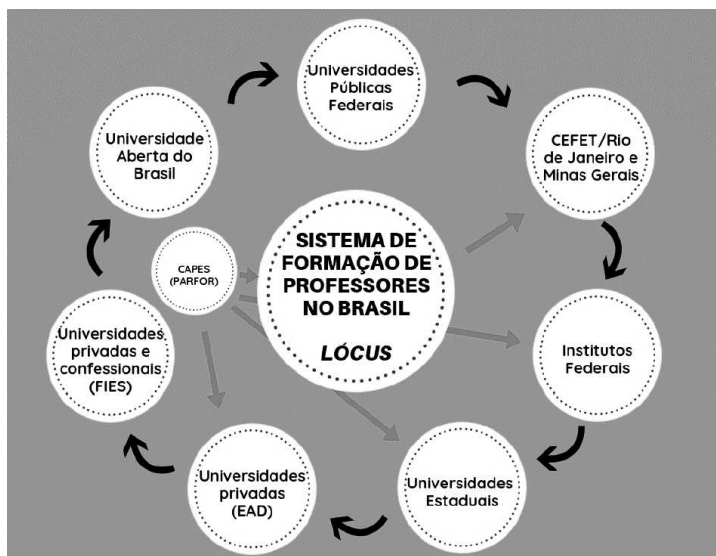 Universidades
Públicas
Federais
CEFET/Rio
de Janeiro e
Minas Gerais
Institutos
Federais
Universidades
Estaduais
Universidades
privadas
(EAD)
Universidades
privadas e
confessionais
(FIES)
Universidade
Aberta do
Brasil
CAPES
(PARFOR)
SISTEMA DE
FORMAÇÃO DE
PROFESSORES
NO BRASIL
LÓCUS